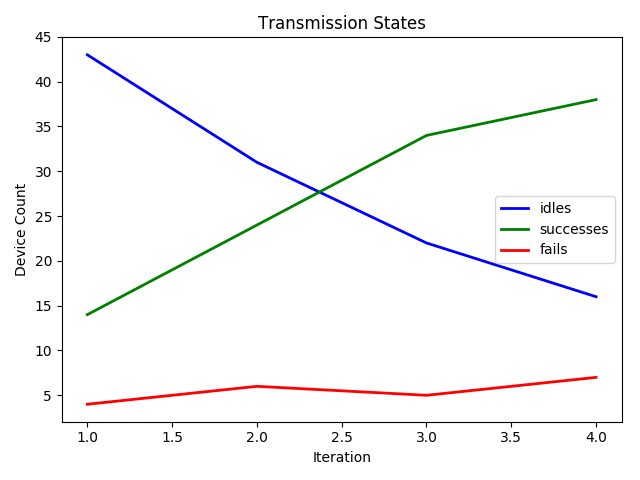 Transmission States
Device Count
45
40
35
30
25
20
15
10
5
idles
successes
fails
1.0 1.5 2.0 2.5 3.0 3.5 4.0
Iteration